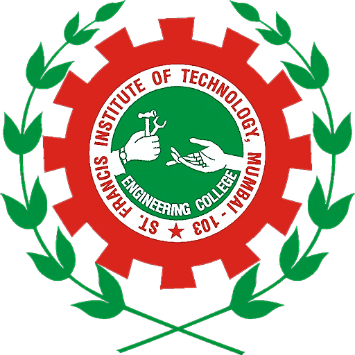 ST. FRANCIS INSTITUTE OF TECHNOLOGY, MUMBAI - 103
ENGINEERING COLLEGE